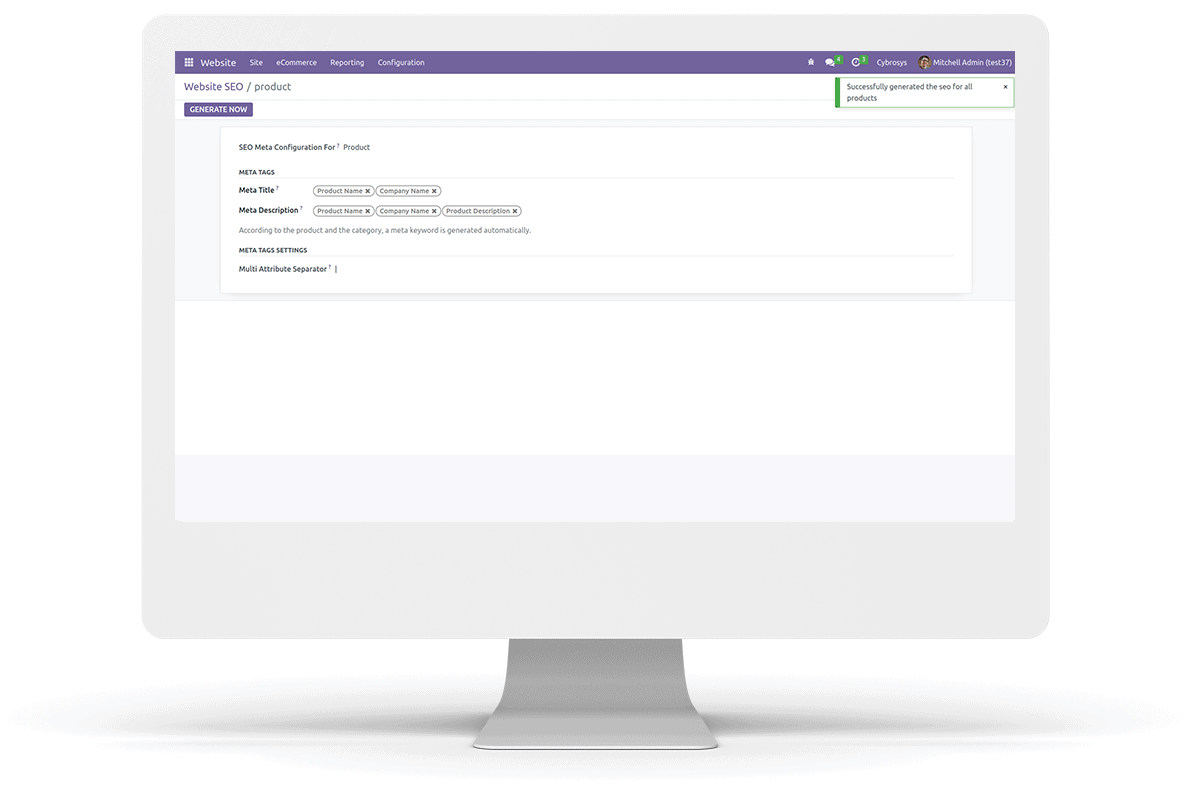 Website Site eCommerce Reporting Configuration 4 3 Cybrosys Mitchell Admin (test37)
Website SEO / product
Successfully generated the seo for all ×
products
GENERATE NOW
SEO Meta Configuration For ? Product
META TAGS
Meta Title ? Product Name ✖ Company Name ✖
Meta Description ? Product Name ✖ Company Name ✖ Product Description ✖
According to the product and the category, a meta keyword is generated automatically.
META TAGS SETTINGS
Multi Attribute Separator ? |